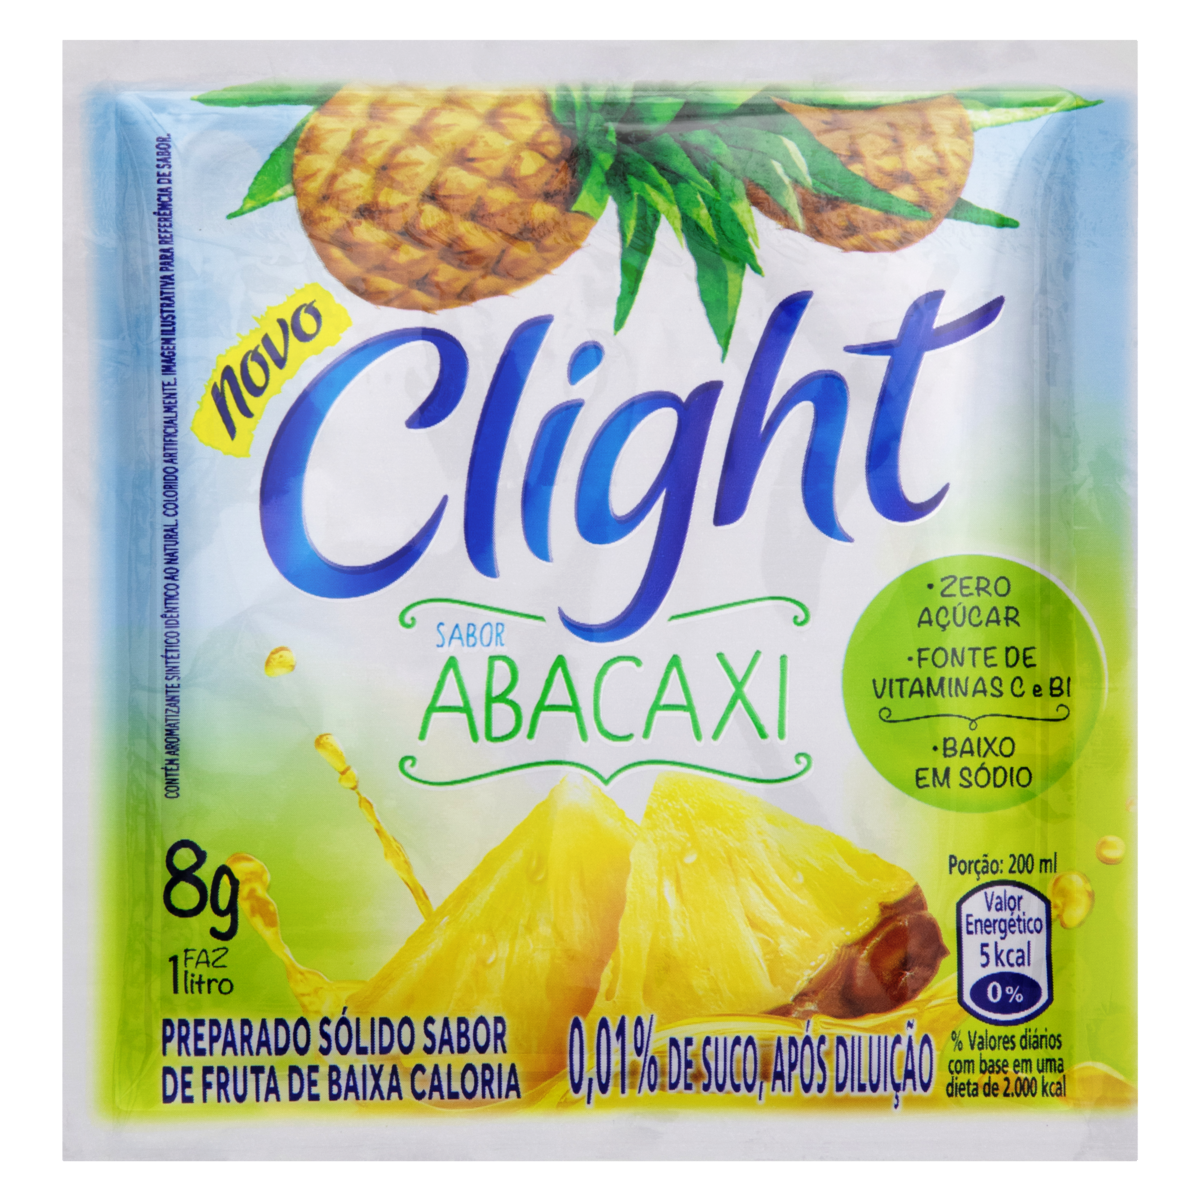 novo
Clight
SABOR
ABACAXI
• ZERO
AÇÚCAR
• FONTE DE
VITAMINAS C e B1
• BAIXO
EM SÓDIO
CONTÉM AROMATIZANTE SINTÉTICO IDÊNTICO AO NATURAL. COLORIDO ARTIFICIALMENTE. IMAGEM ILUSTRATIVA PARA REFERÊNCIA DE SABOR.
8g
FAZ
1 litro
Porção: 200 ml
Valor
Energético
5 kcal
0%
% Valores diários
com base em uma
dieta de 2.000 kcal
PREPARADO SÓLIDO SABOR
DE FRUTA DE BAIXA CALORIA
0,01% DE SUCO, APÓS DILUIÇÃO